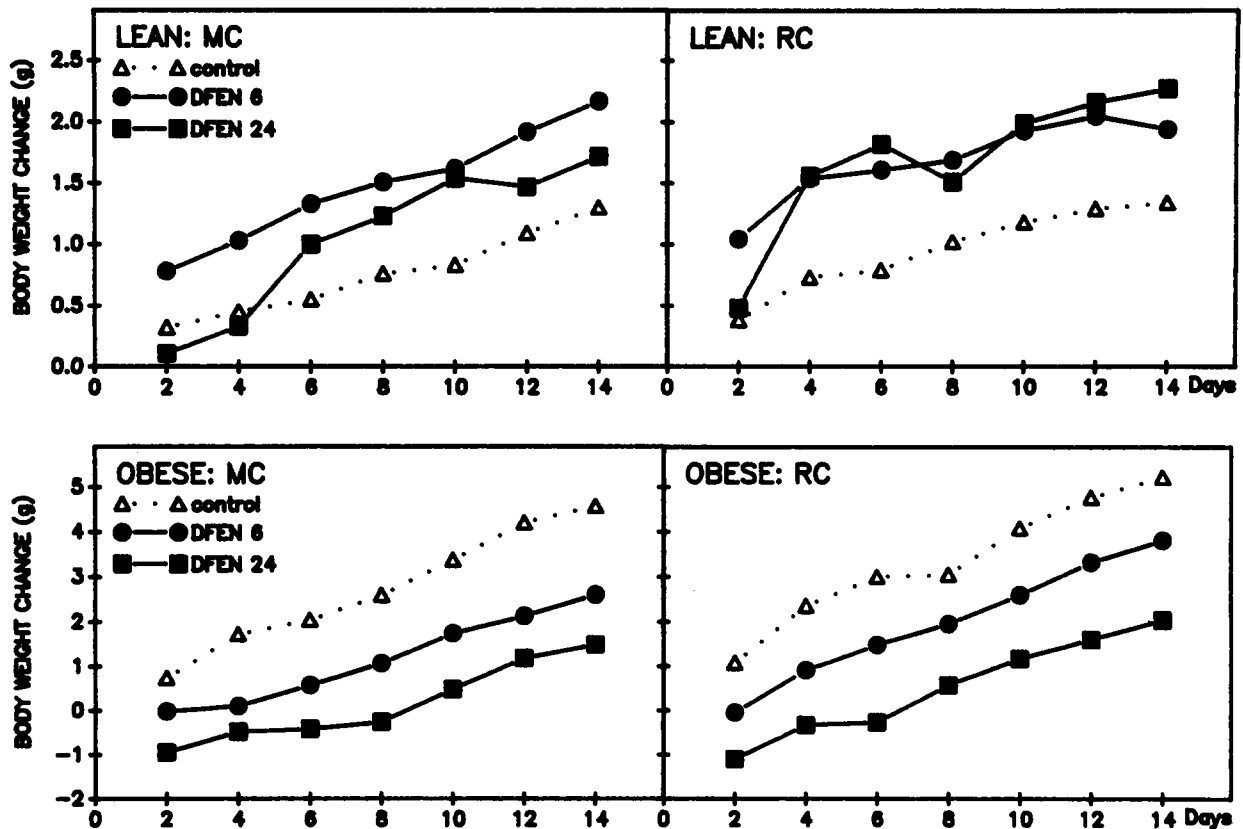 LEAN: MC
control
DFEN 6
DFEN 24
LEAN: RC
BODY WEIGHT CHANGE (g)
2.5
2.0
1.5
1.0
0.5
0.0
0 2 4 6 8 10 12 14
0 2 4 6 8 10 12 14 Days
OBESE: MC
control
DFEN 6
DFEN 24
OBESE: RC
BODY WEIGHT CHANGE (g)
5
4
3
2
1
0
-1
-2
0 2 4 6 8 10 12 14
0 2 4 6 8 10 12 14 Days